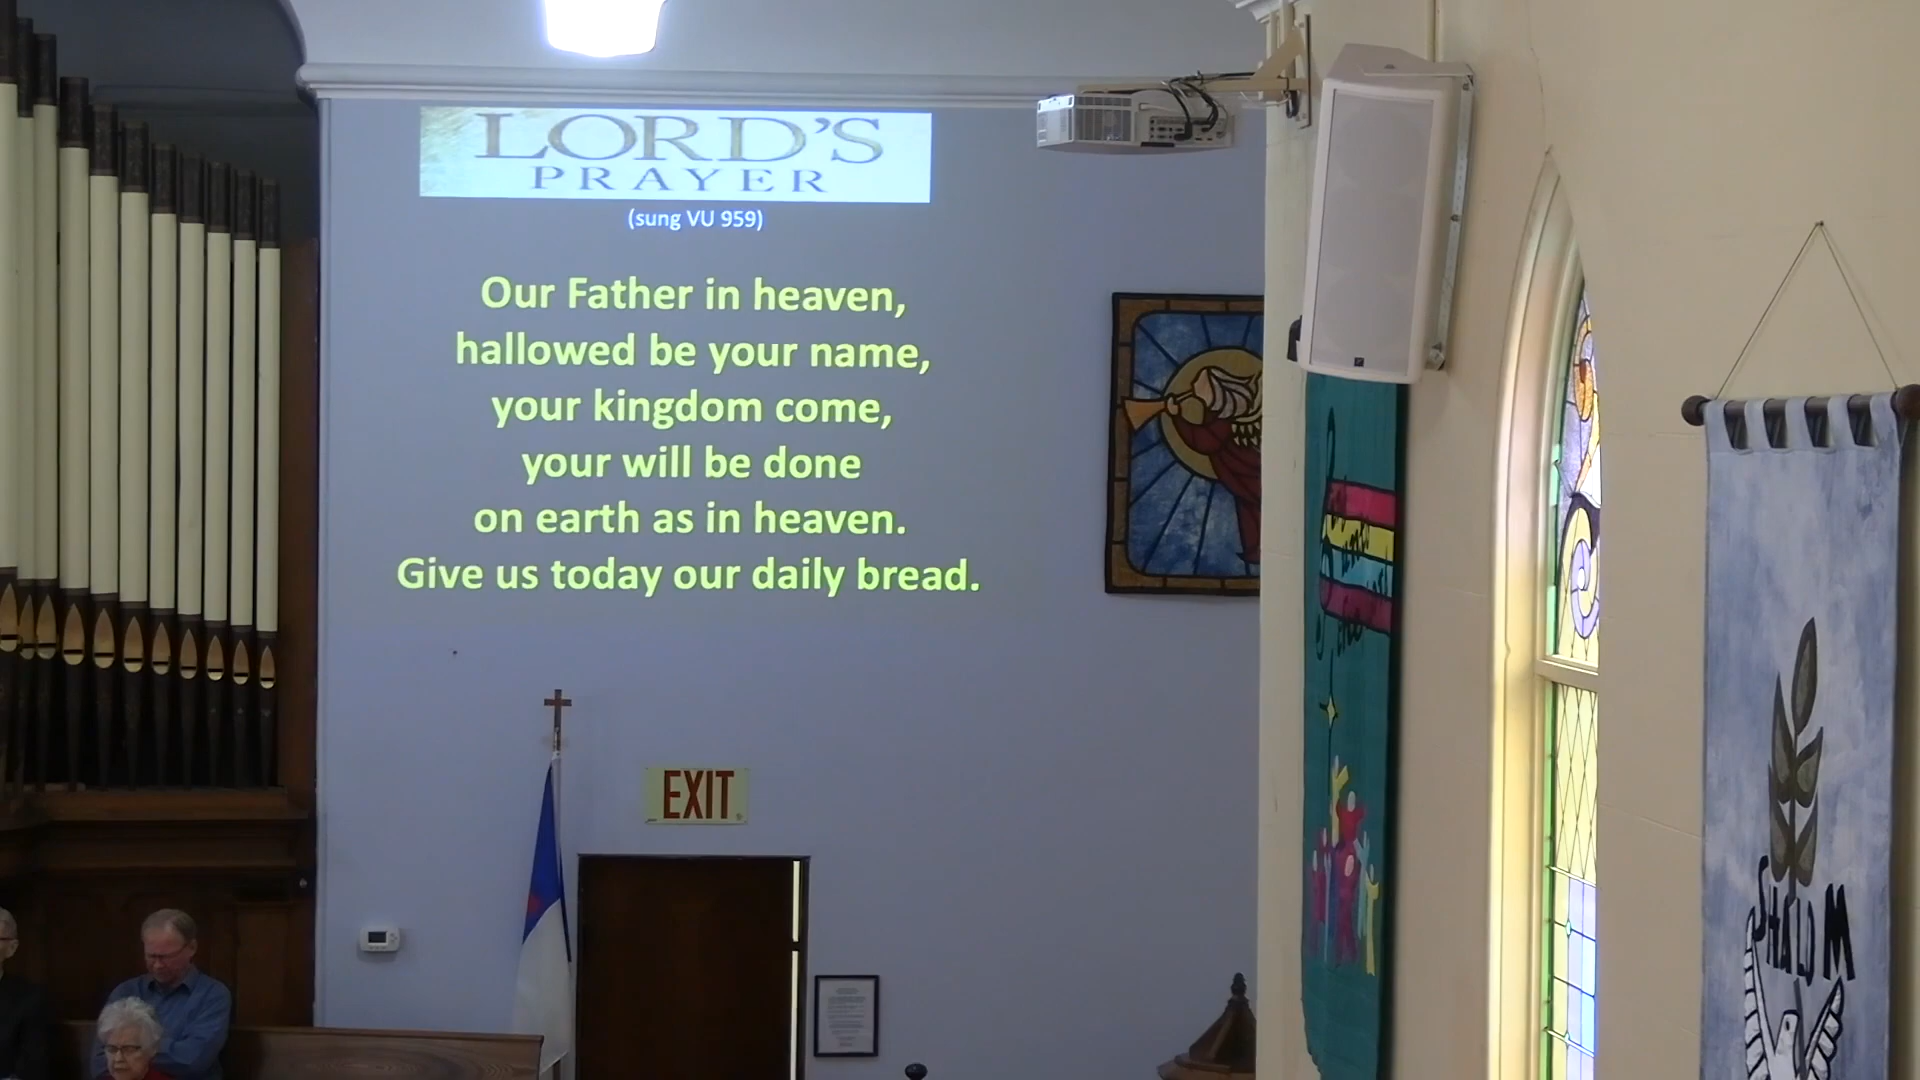 LORD'S
PRAYER
(sung VU 959)
Our Father in heaven,
hallowed be your name,
your kingdom come,
your will be done
on earth as in heaven.
Give us today our daily bread.
EXIT
SHALOM